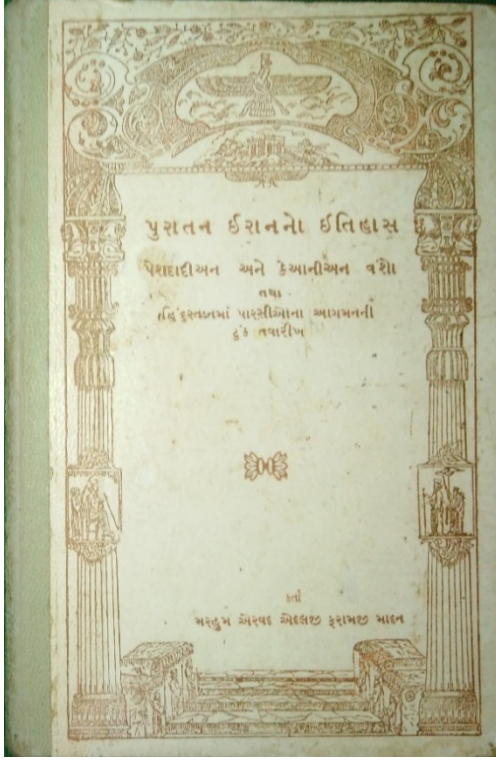 પુરાતન ઈરાનનો ઈતિહાસ
પેશદાદીઅન અને કેઆનીઅન વંશો
તથા
હિંદુસ્તાનમાં પારસીઓના આગમનની
ટુંક તવારીખ
કર્તા
મરહુમ એરવદ એદલજી ફરામજી માદન